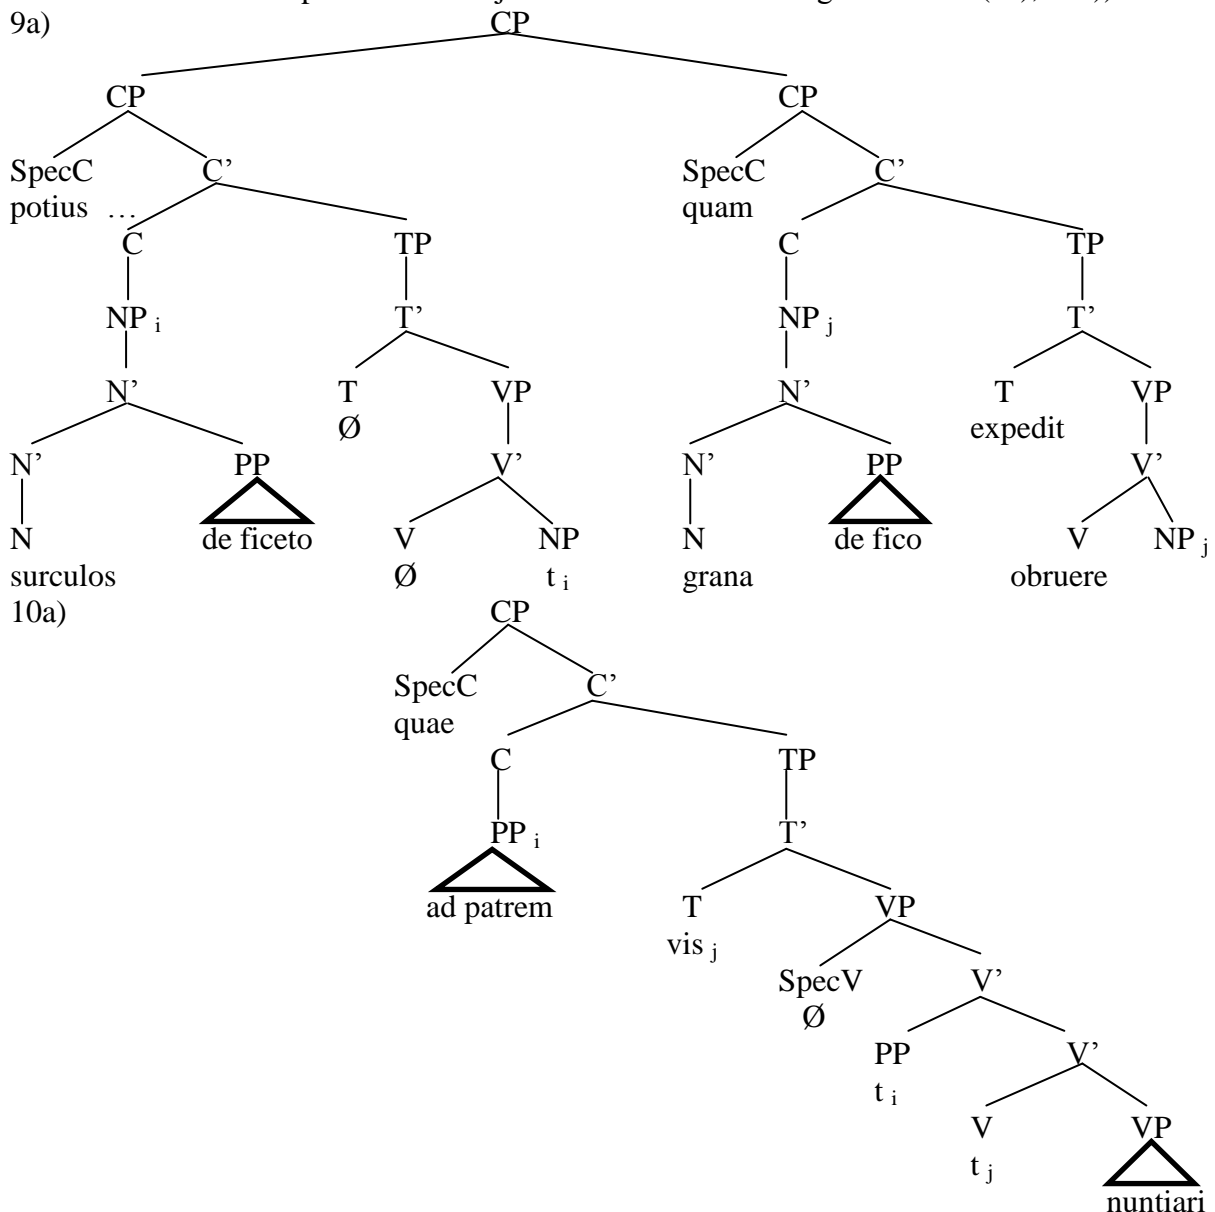 9a)
CP
CP CP
SpecC C’ SpecC C’
potius … quam
C TP C TP
NP i T’ NP j T’
N’ T VP N’ T VP
Ø expedit
N’ PP V’ N’ PP V’
N de ficeto V NP N de fico V NP j
surculos Ø t i grana obruere
10a) CP
SpecC C’
quae
C TP
PP i T’
ad patrem T VP
vis j
SpecV V’
Ø
PP V’
t i
V VP
t j
nuntiari